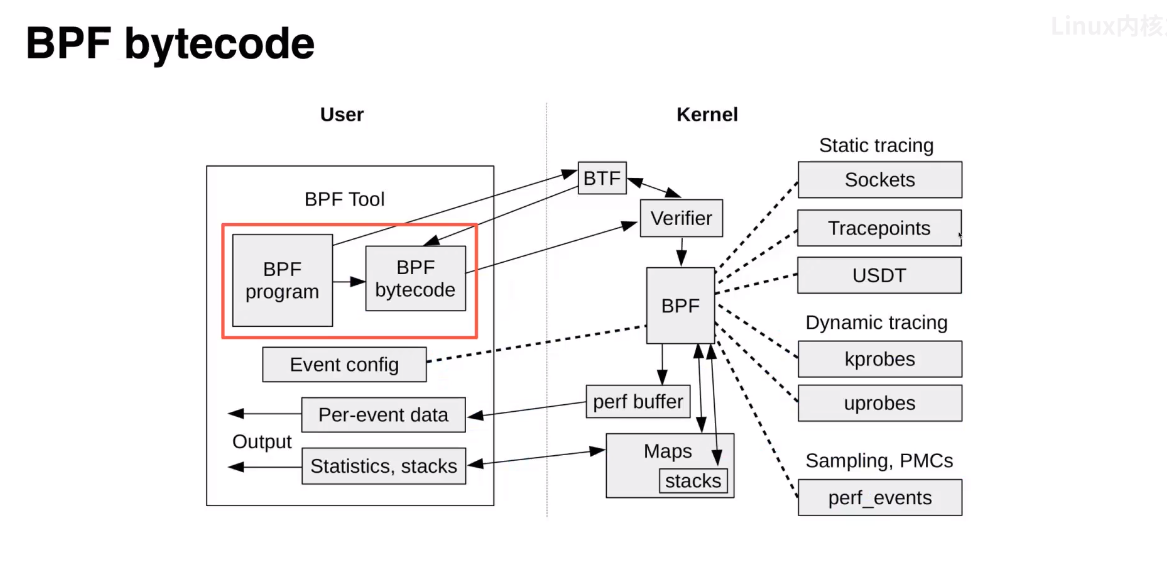 Linux内核
BPF bytecode
User
Kernel
BPF Tool
BPF
program
BPF
bytecode
Event config
Per-event data
Output
Statistics, stacks
BTF
Verifier
BPF
perf buffer
Maps
stacks
Static tracing
Sockets
Tracepoints
USDT
Dynamic tracing
kprobes
uprobes
Sampling, PMCs
perf_events